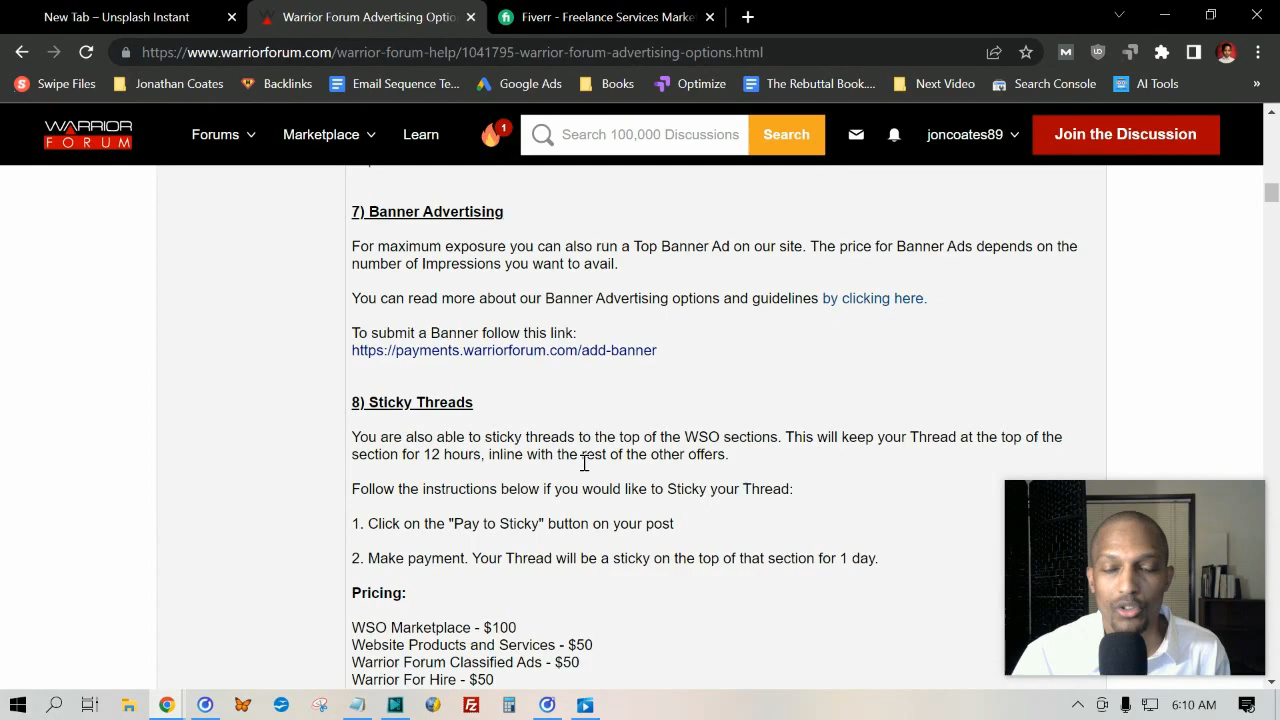 New Tab – Unsplash Instant
Warrior Forum Advertising Optio
Fiverr - Freelance Services Marke
https://www.warriorforum.com/warrior-forum-help/1041795-warrior-forum-advertising-options.html
Swipe Files
Jonathan Coates
Backlinks
Email Sequence Te...
Google Ads
Books
Optimize
The Rebuttal Book...
Next Video
Search Console
AI Tools
»
WARRIOR
FORUM
Forums
Marketplace
Learn
1
Search 100,000 Discussions
Search
joncoates89
Join the Discussion
7) Banner Advertising
For maximum exposure you can also run a Top Banner Ad on our site. The price for Banner Ads depends on the
number of Impressions you want to avail.
You can read more about our Banner Advertising options and guidelines by clicking here.
To submit a Banner follow this link:
https://payments.warriorforum.com/add-banner
8) Sticky Threads
You are also able to sticky threads to the top of the WSO sections. This will keep your Thread at the top of the
section for 12 hours, inline with the rest of the other offers.
Follow the instructions below if you would like to Sticky your Thread:
1. Click on the "Pay to Sticky" button on your post
2. Make payment. Your Thread will be a sticky on the top of that section for 1 day.
Pricing:
WSO Marketplace - $100
Website Products and Services - $50
Warrior Forum Classified Ads - $50
Warrior For Hire - $50
6:10 AM